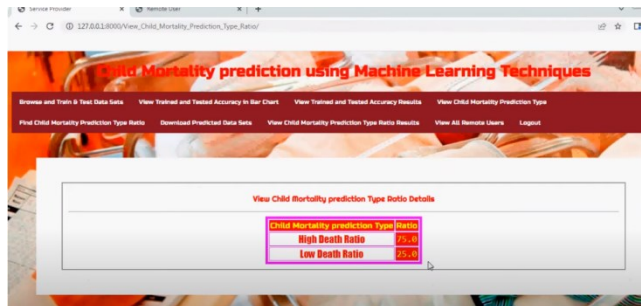 Service Provider
Remote User
127.0.0.1:8000/View_Child_Mortality_Prediction_Type_Ratio/
Child Mortality prediction using Machine Learning Techniques
Browse and Train & Test Data Sets View Trained and Tested Accuracy in Bar Chart View Trained and Tested Accuracy Results View Child Mortality Prediction Type
Find Child Mortality Prediction Type Ratio Download Predicted Data Sets View Child Mortality Prediction Type Ratio Results View All Remote Users Logout
View Child Mortality prediction Type Ratio Details
Child Mortality prediction Type Ratio
High Death Ratio 75.0
Low Death Ratio 25.0